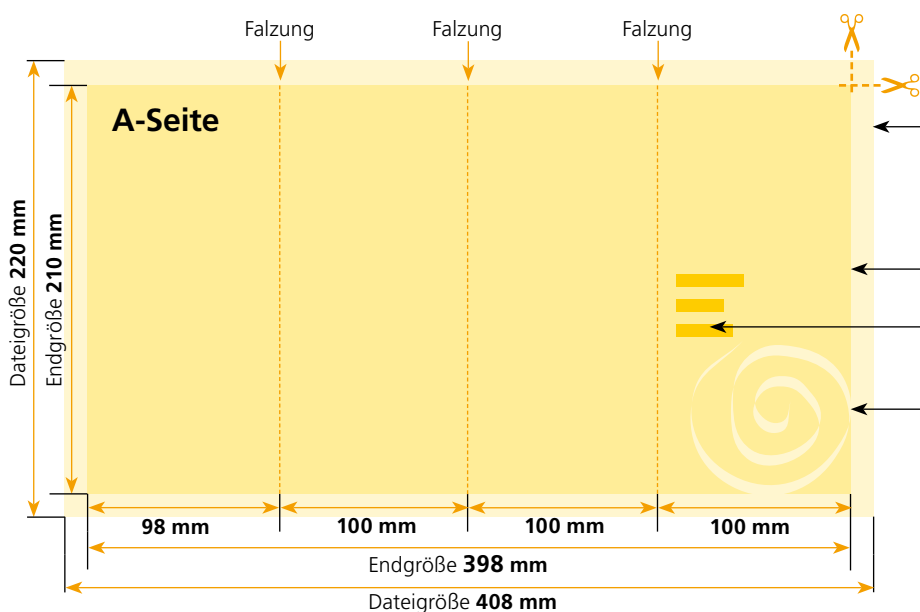 Falzung
Falzung
Falzung
A-Seite
Dateigröße 220 mm
Endgröße 210 mm
98 mm
100 mm
100 mm
100 mm
Endgröße 398 mm
Dateigröße 408 mm